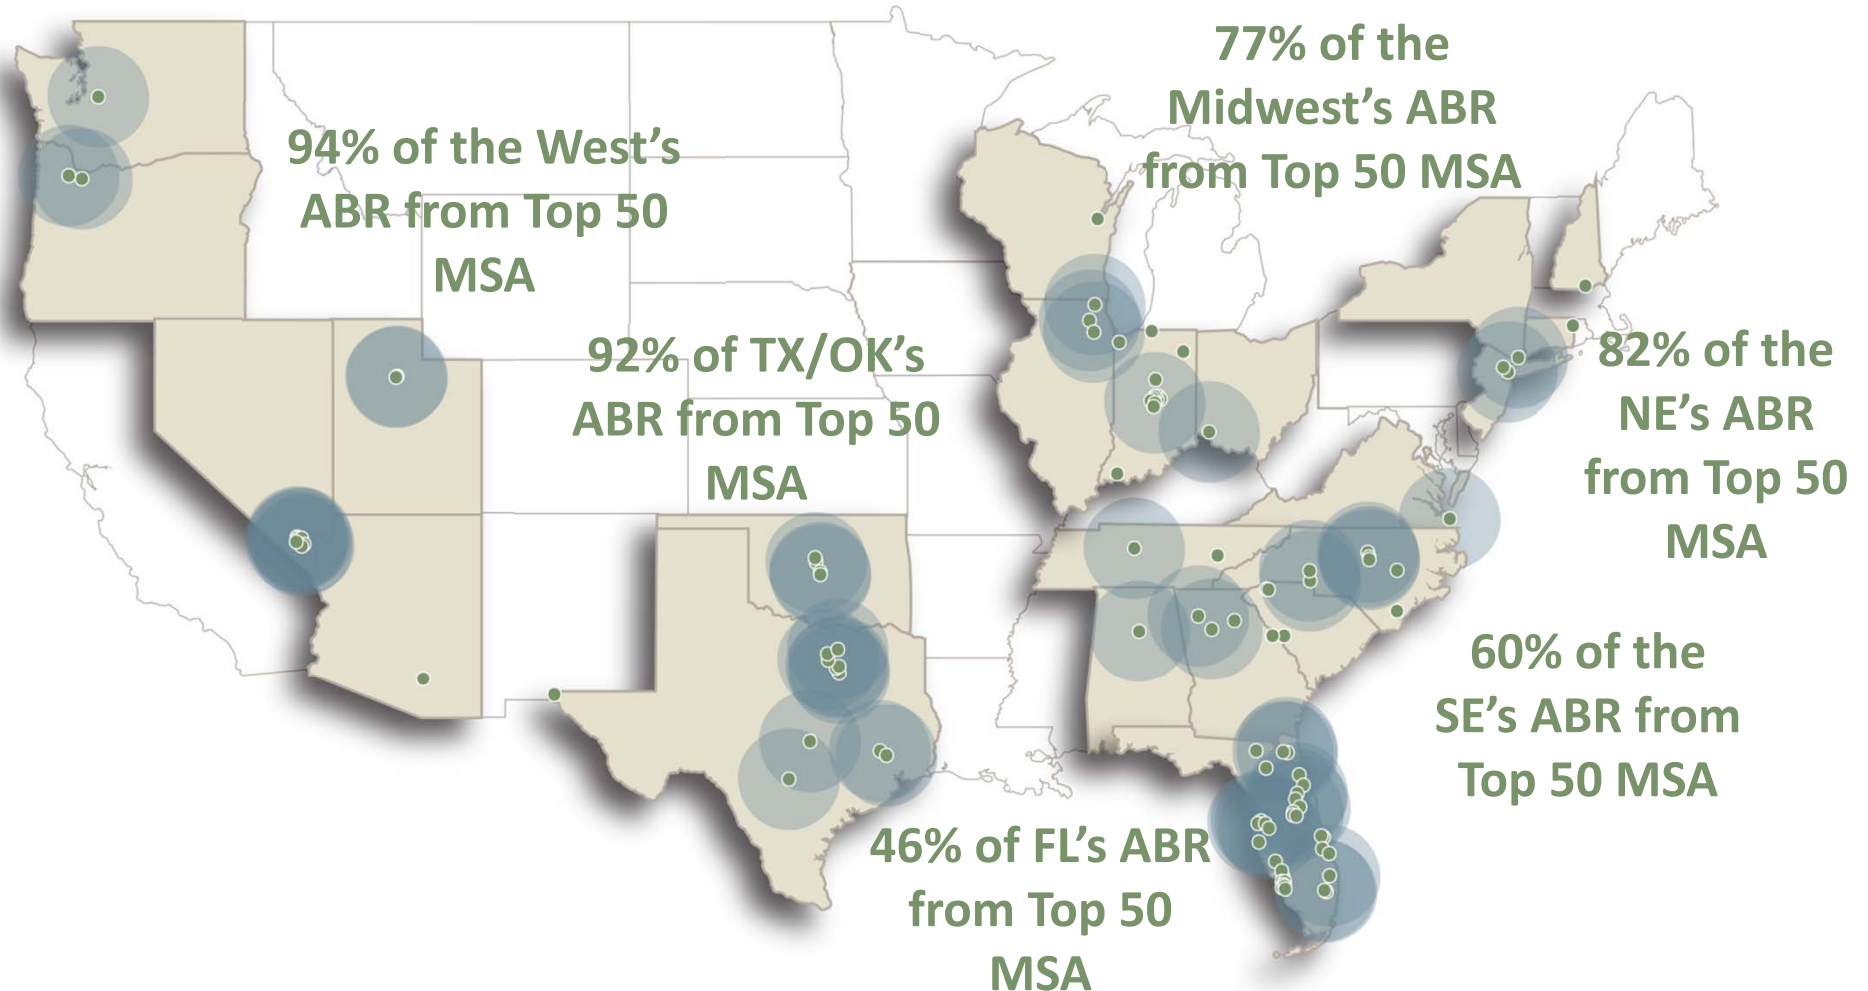 77% of the
Midwest’s ABR
from Top 50 MSA
94% of the West’s
ABR from Top 50
MSA
92% of TX/OK’s
ABR from Top 50
MSA
82% of the
NE’s ABR
from Top 50
MSA
60% of the
SE’s ABR from
Top 50 MSA
46% of FL’s ABR
from Top 50
MSA